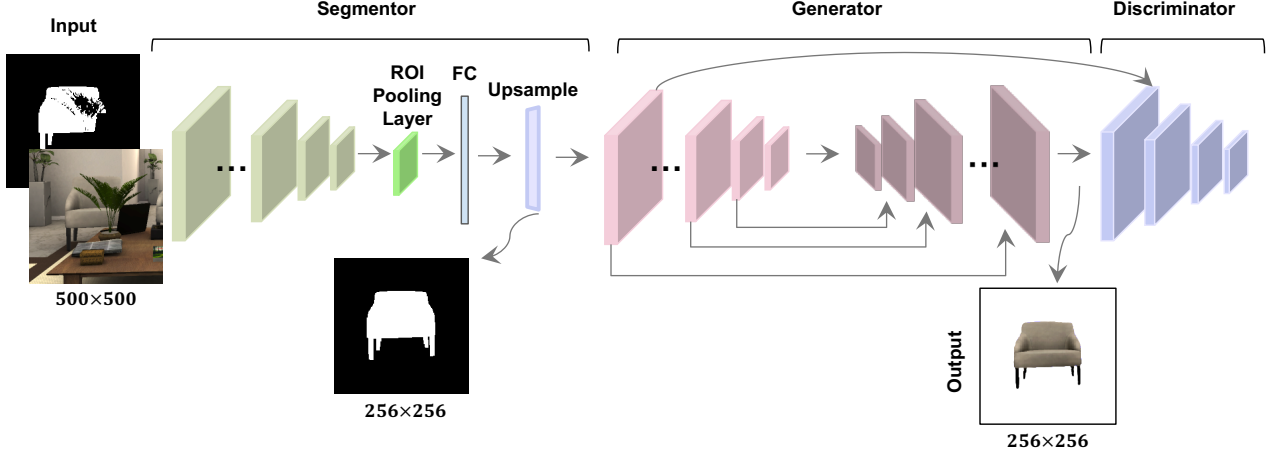 Segmentor
Generator
Discriminator
Input
ROI
Pooling
Layer
FC
Upsample
...
...
...
500×500
256×256
Output
256×256